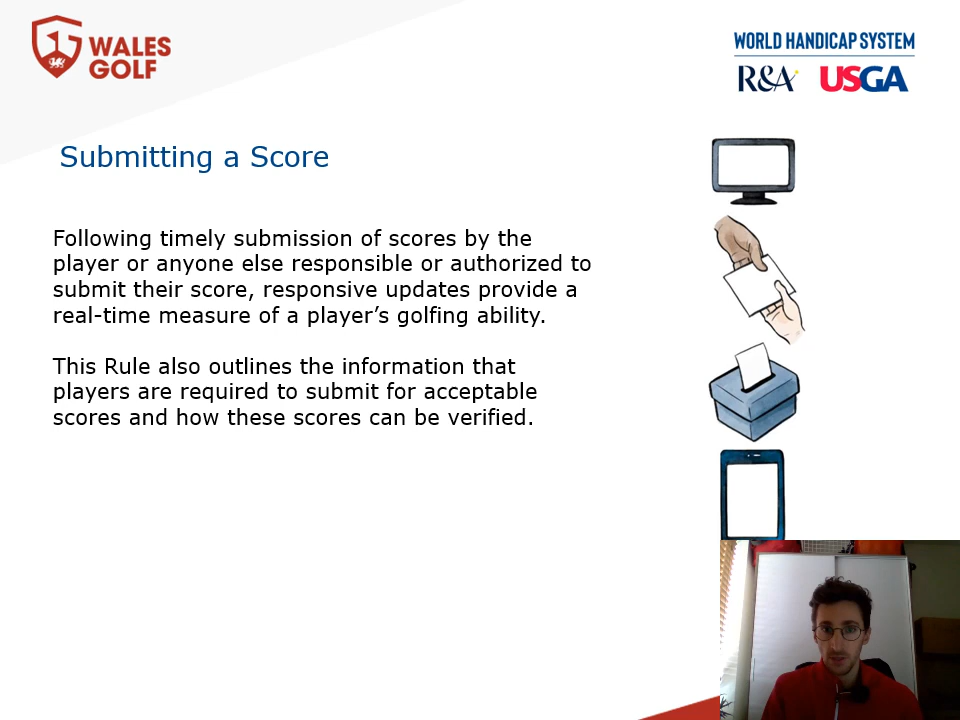 WALES
GOLF
WORLD HANDICAP SYSTEM
R&A
USGA
Submitting a Score
Following timely submission of scores by the
player or anyone else responsible or authorized to
submit their score, responsive updates provide a
real-time measure of a player’s golfing ability.
This Rule also outlines the information that
players are required to submit for acceptable
scores and how these scores can be verified.